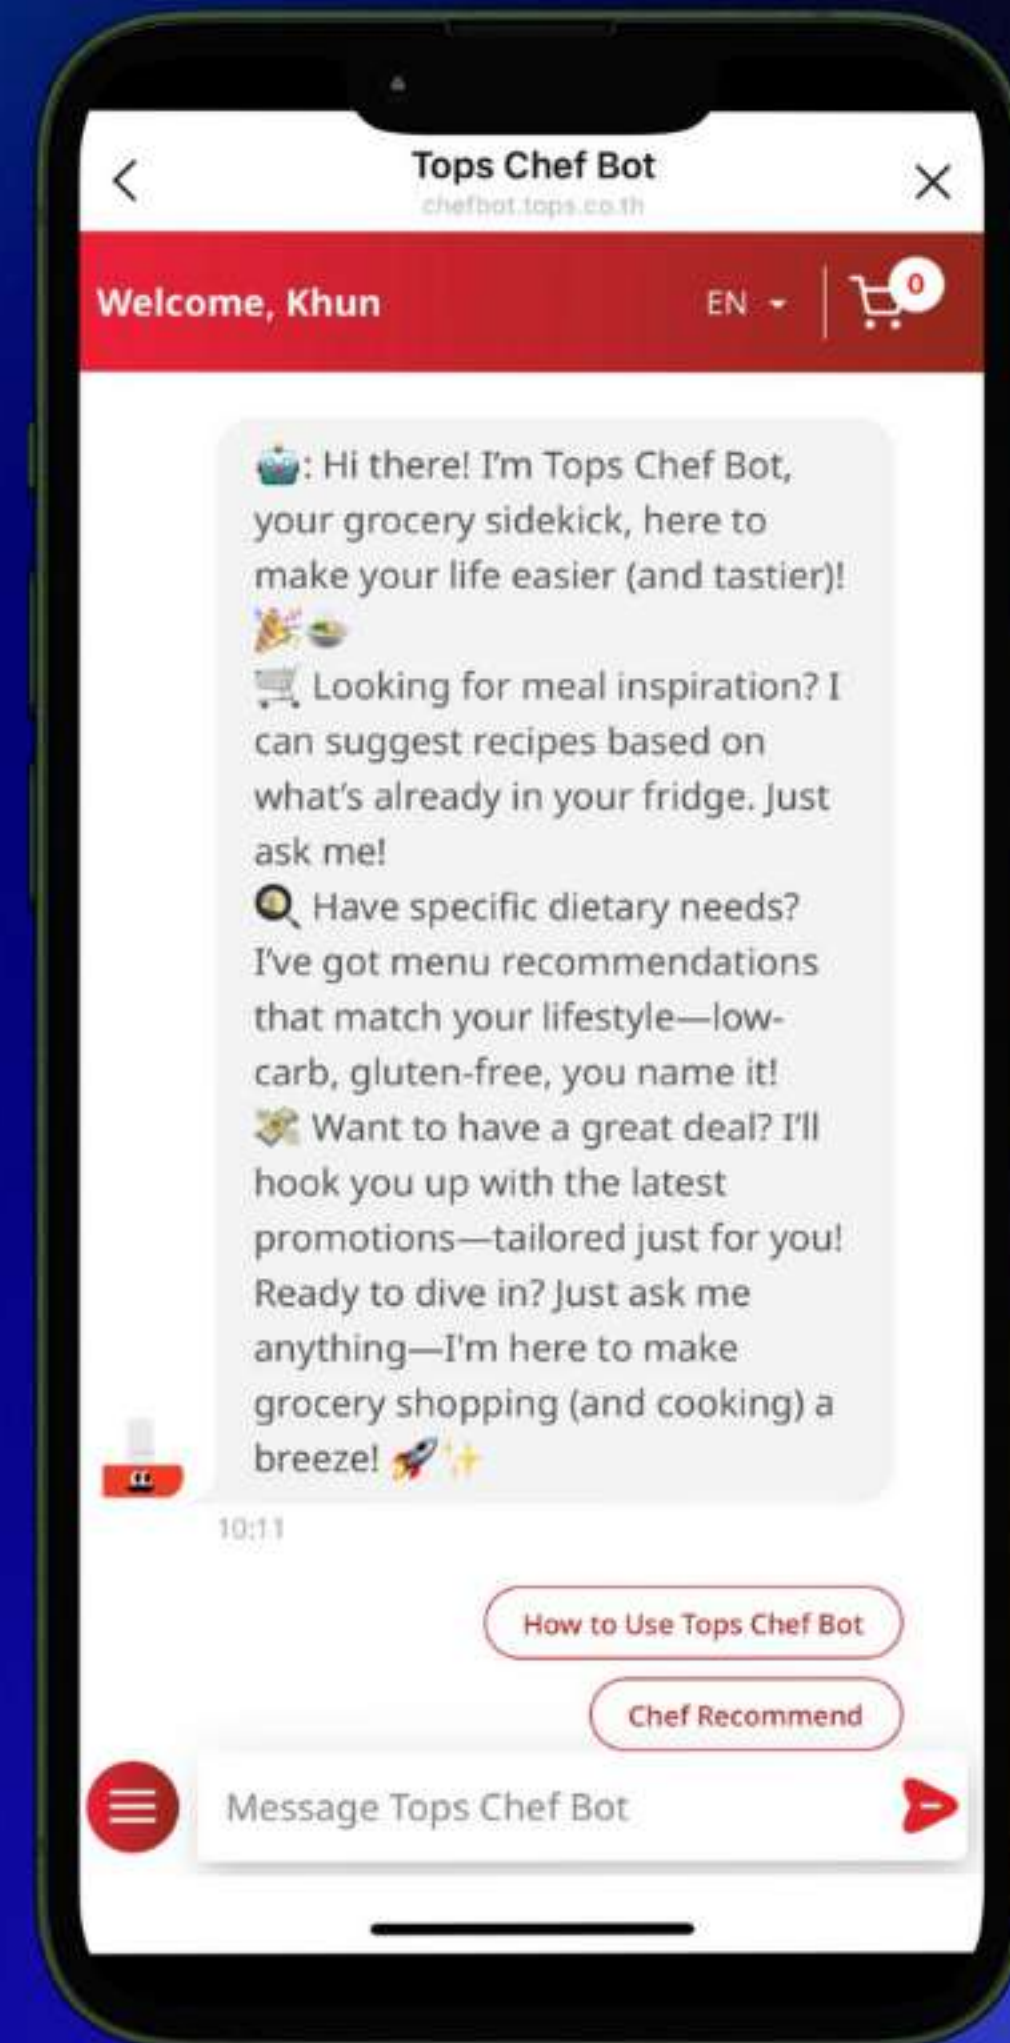 Tops Chef Bot
chefbot.tops.co.th
Welcome, Khun
EN
0
🤖: Hi there! I'm Tops Chef Bot,
your grocery sidekick, here to
make your life easier (and tastier)!
🎉🍲
🛒 Looking for meal inspiration? I
can suggest recipes based on
what's already in your fridge. Just
ask me!
🍳 Have specific dietary needs?
I've got menu recommendations
that match your lifestyle—low-
carb, gluten-free, you name it!
💸 Want to have a great deal? I'll
hook you up with the latest
promotions—tailored just for you!
Ready to dive in? Just ask me
anything—I'm here to make
grocery shopping (and cooking) a
breeze! 🚀✨
10:11
How to Use Tops Chef Bot
Chef Recommend
Message Tops Chef Bot